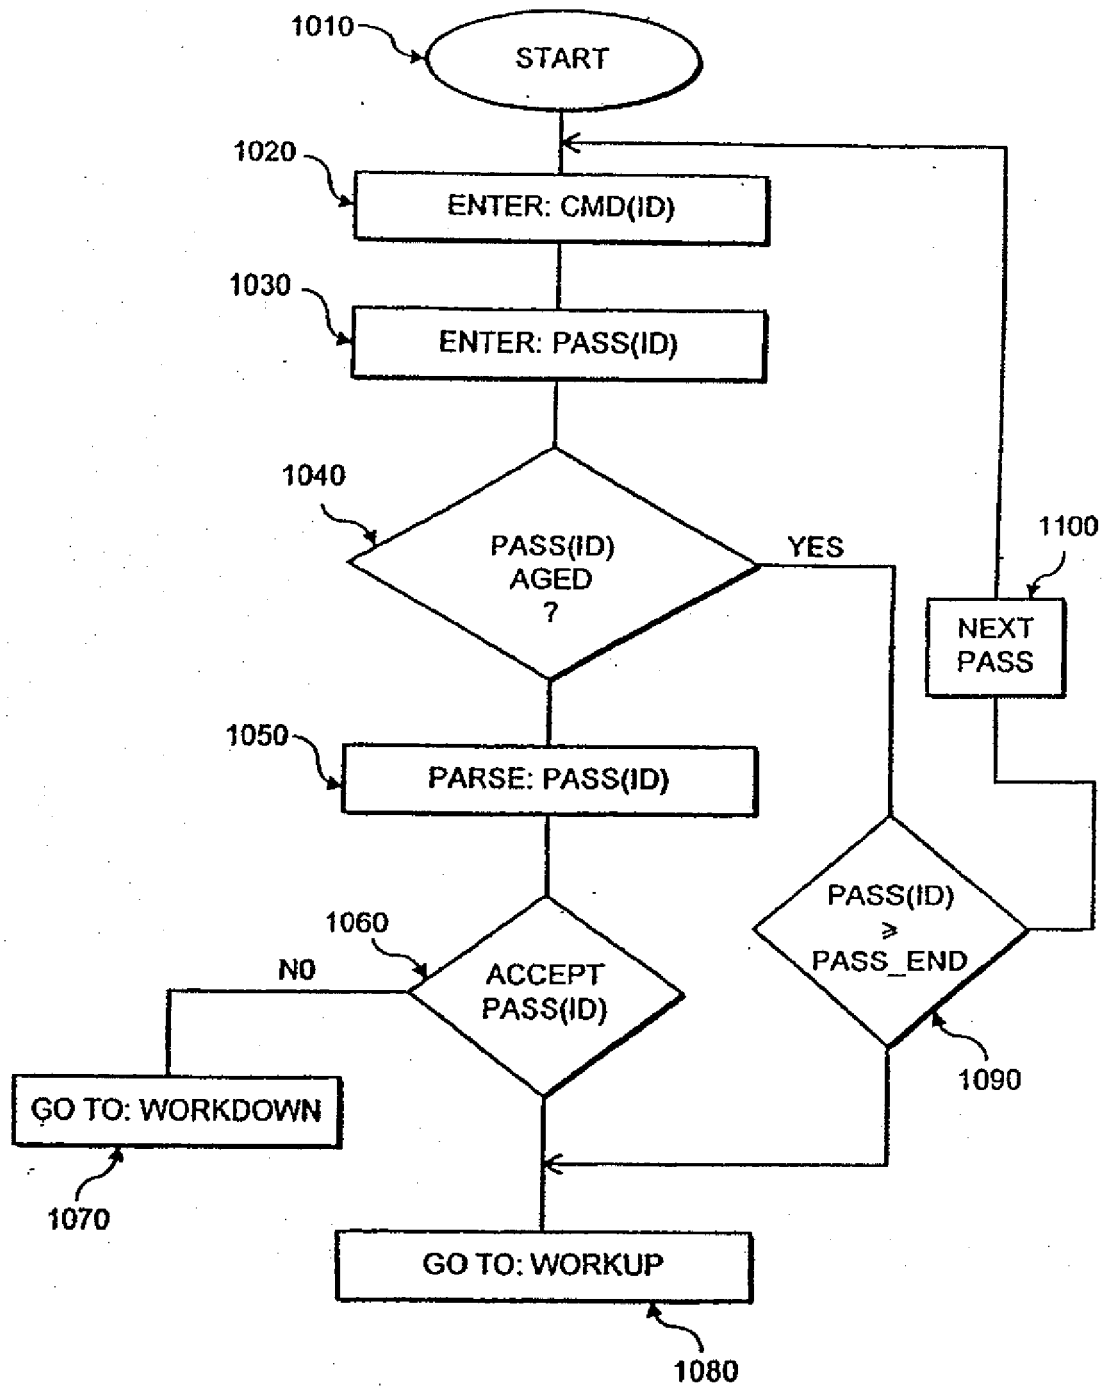 1010
START
1020
ENTER: CMD(ID)
1030
ENTER: PASS(ID)
1040
PASS(ID)
AGED
?
YES
1100
NEXT
PASS
1050
PARSE: PASS(ID)
PASS(ID)
⩾
PASS_END
1090
1060
ACCEPT
PASS(ID)
N0
GO TO: WORKDOWN
1070
GO TO: WORKUP
1080